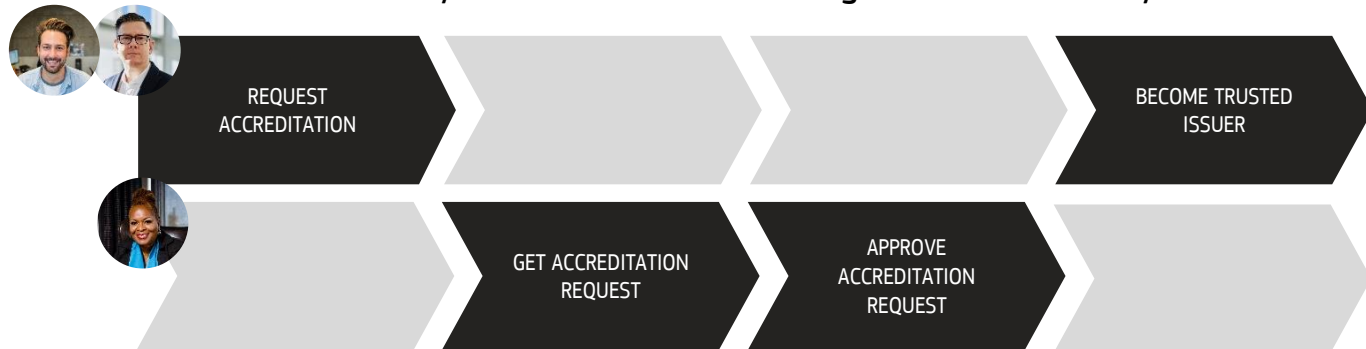 REQUEST
ACCREDITATION
BECOME TRUSTED
ISSUER
GET ACCREDITATION
REQUEST
APPROVE
ACCREDITATION
REQUEST